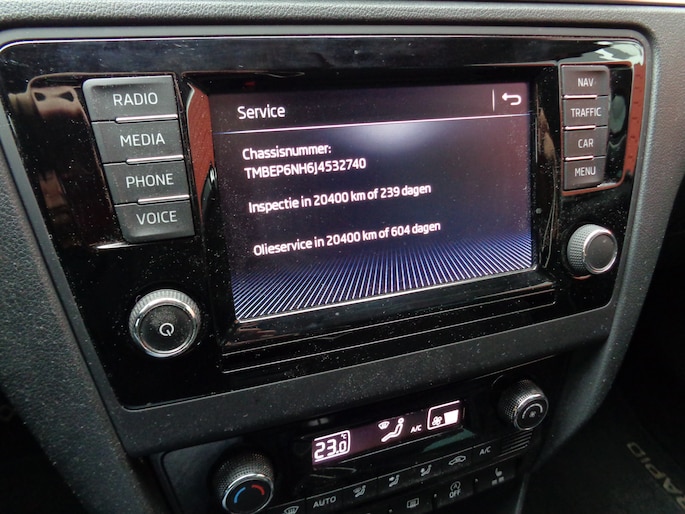 RADIO
MEDIA
PHONE
VOICE
Service
Chassisnummer:
TMBEP6NH6J4532740
Inspectie in 20400 km of 239 dagen
Olieservice in 20400 km of 604 dagen
NAV
TRAFFIC
CAR
MENU
23.0°C
A/C
AUTO
A/C
OFF
RAPID